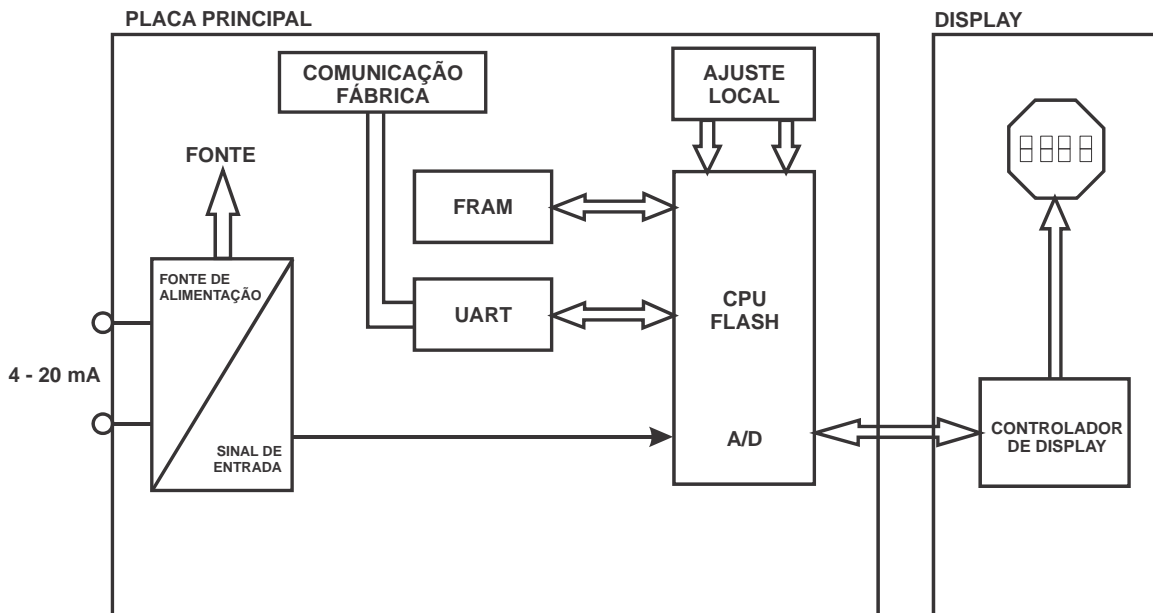 PLACA PRINCIPAL
DISPLAY
COMUNICAÇÃO
FÁBRICA
AJUSTE
LOCAL
FONTE
FRAM
FONTE DE
ALIMENTAÇÃO
UART
CPU
FLASH
4 - 20 mA
SINAL DE
ENTRADA
A/D
CONTROLADOR
DE DISPLAY